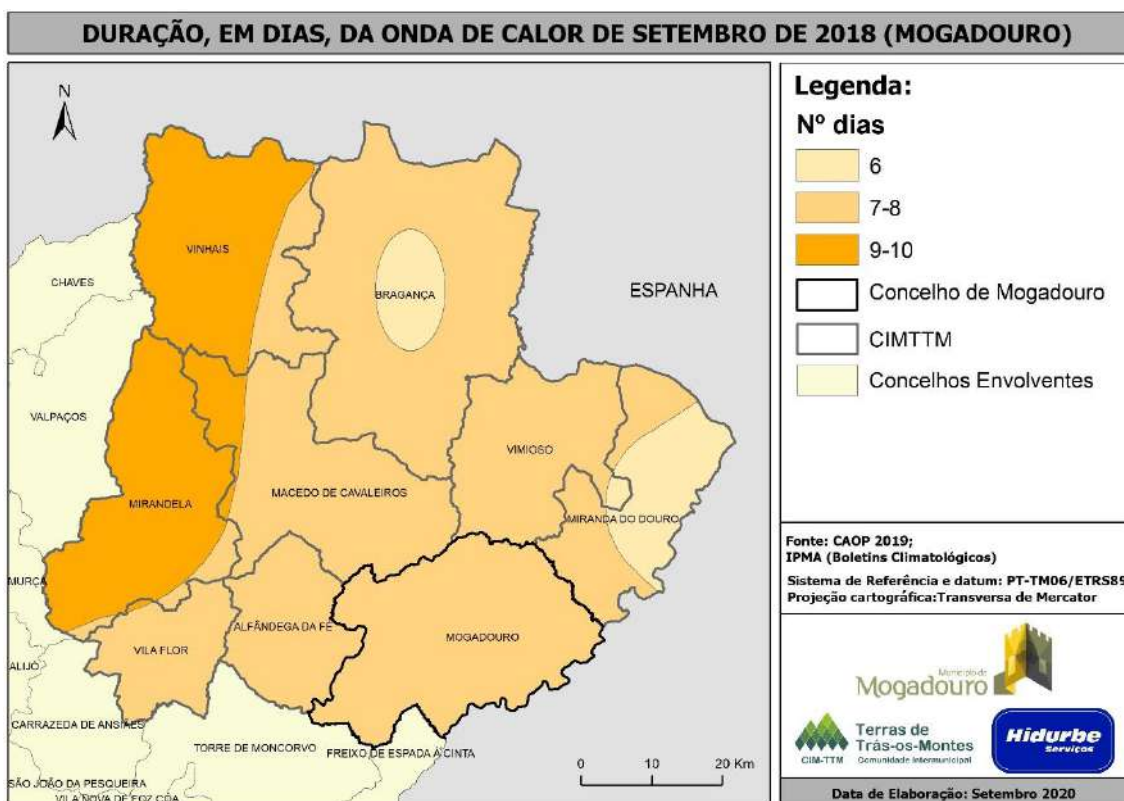 DURAÇÃO, EM DIAS, DA ONDA DE CALOR DE SETEMBRO DE 2018 (MOGADOURO)
N
VINHAIS
CHAVES
BRAGANÇA
ESPANHA
VALPAÇOS
VIMIOSO
MACEDO DE CAVALEIROS
MIRANDELA
MIRANDA DO DOURO
MURÇA
ALFÂNDEGA DA FÉ
MOGADOURO
VILA FLOR
ALIJÓ
CARRAZEDA DE ANSIÃES
TORRE DE MONCORVO
FREIXO DE ESPADA À CINTA
SÃO JOÃO DA PESQUEIRA
VILA NOVA DE FOZ CÔA
0 10 20 Km
Legenda:
Nº dias
6
7-8
9-10
Concelho de Mogadouro
CIMTTM
Concelhos Envolventes
Fonte: CAOP 2019;
IPMA (Boletins Climatológicos)
Sistema de Referência e datum: PT-TM06/ETRS89
Projeção cartográfica:Transversa de Mercator
Município de
Mogadouro
CIM-TTM
Terras de
Trás-os-Montes
Comunidade Intermunicipal
Hidurbe
Serviços
Data de Elaboração: Setembro 2020